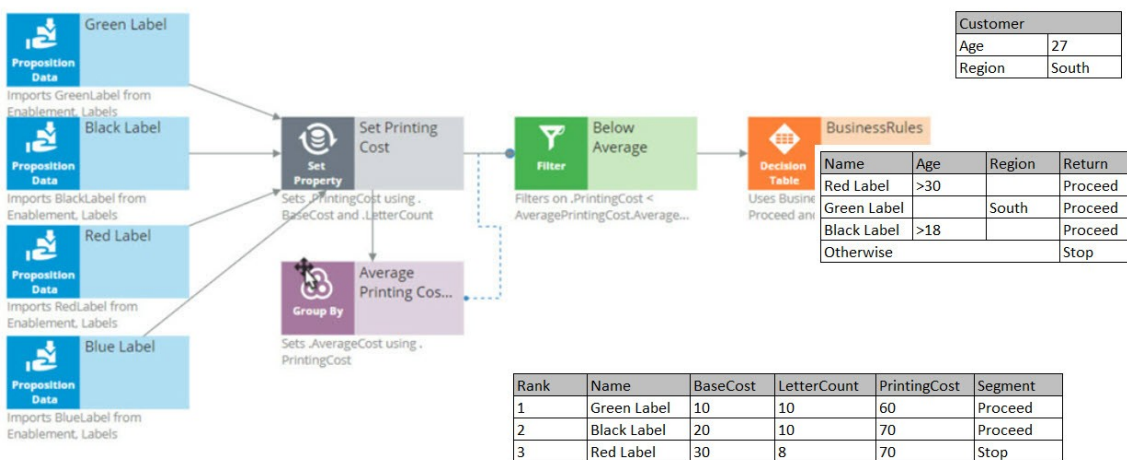 Green Label
Proposition
Data
Imports GreenLabel from
Enablement, Labels
Black Label
Proposition
Data
Imports BlackLabel from
Enablement, Labels
Red Label
Proposition
Data
Imports RedLabel from
Enablement, Labels
Blue Label
Proposition
Data
Imports BlueLabel from
Enablement, Labels
Set Printing
Cost
Set
Property
Sets .PrintingCost using .
BaseCost and .LetterCount
Average
Printing Cos...
Group By
Sets .AverageCost using .
PrintingCost
Below
Average
Filter
Filters on .PrintingCost <
AveragePrintingCost.Average...
BusinessRules
Decision
Table
Uses Busine
Proceed and
Customer
Age 27
Region South
Name Age Region Return
Red Label >30 Proceed
Green Label South Proceed
Black Label >18 Proceed
Otherwise Stop
Rank Name BaseCost LetterCount PrintingCost Segment
1 Green Label 10 10 60 Proceed
2 Black Label 20 10 70 Proceed
3 Red Label 30 8 70 Stop